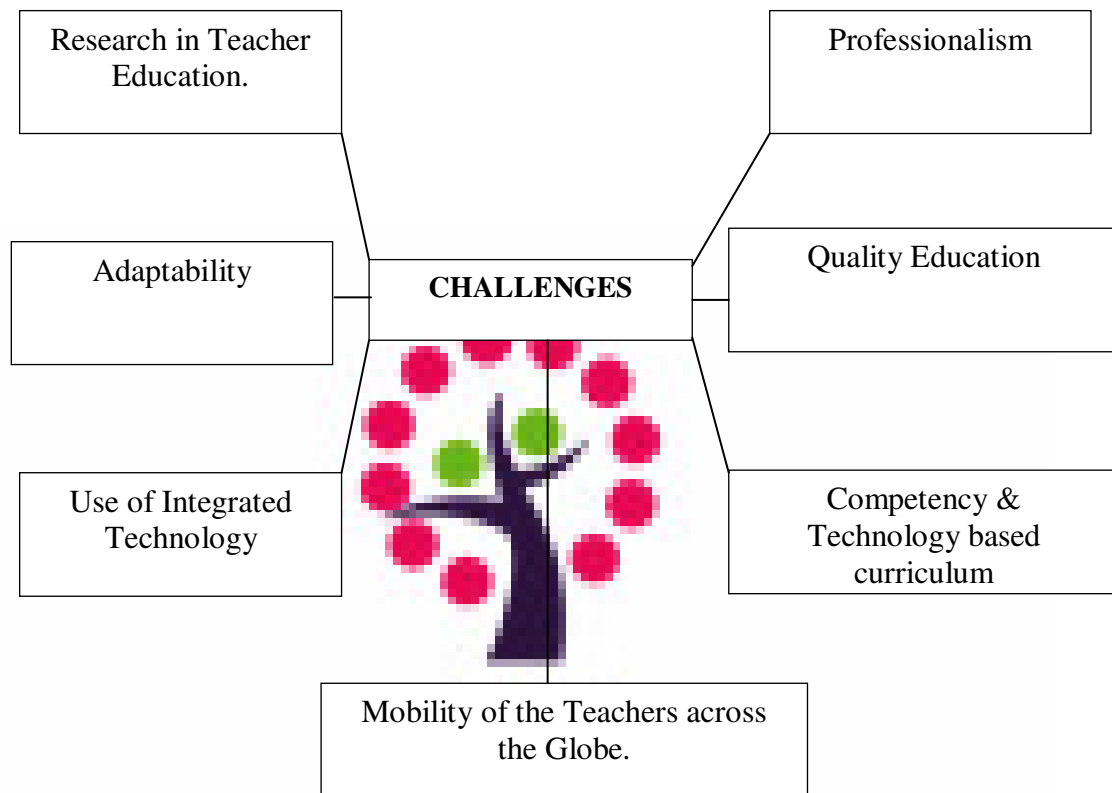 Research in Teacher
Education.
Professionalism
Adaptability
CHALLENGES
Quality Education
Use of Integrated
Technology
Competency &
Technology based
curriculum
Mobility of the Teachers across
the Globe.